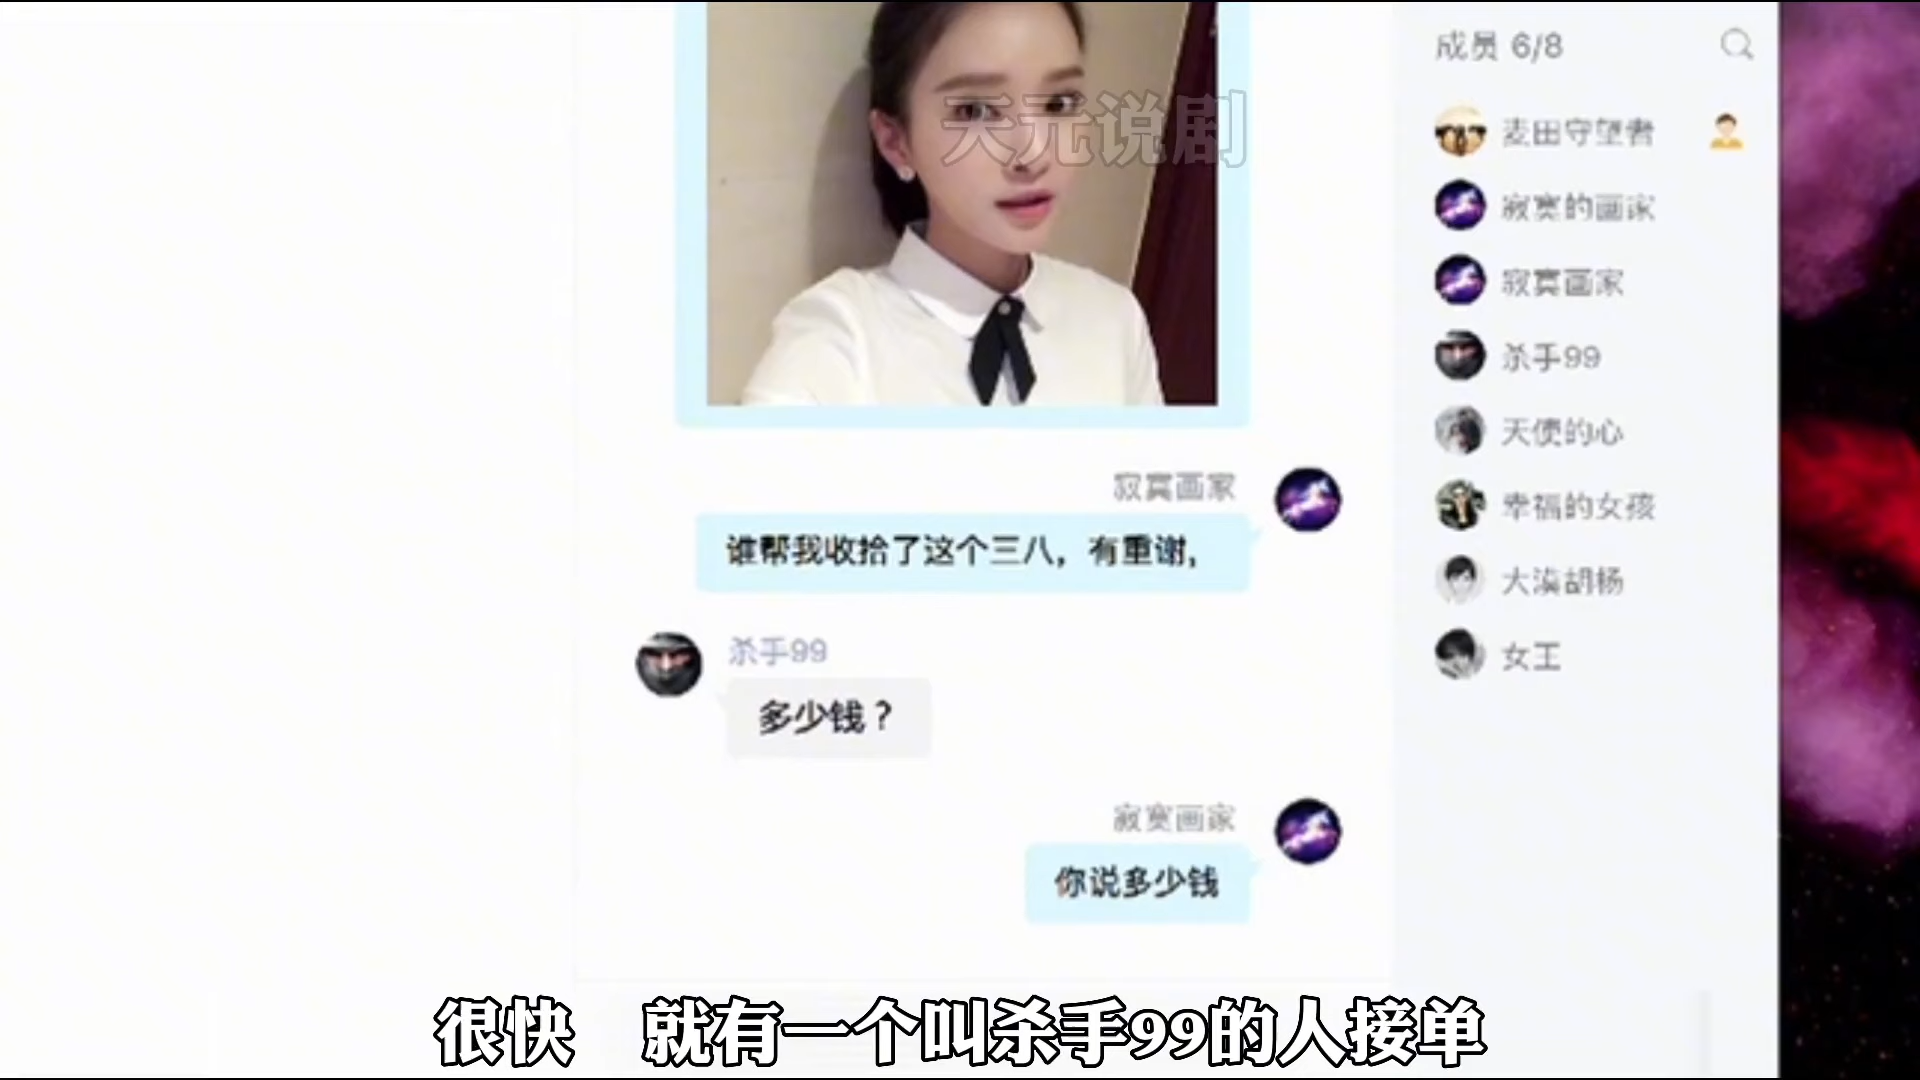 天元说剧
寂寞画家
谁帮我收拾了这个三八，有重谢，
杀手99
多少钱？
寂寞画家
你说多少钱
成员 6/8
麦田守望者
寂寞的画家
寂寞画家
杀手99
天使的心
幸福的女孩
大漠胡杨
女王
很快 就有一个叫杀手99的人接单